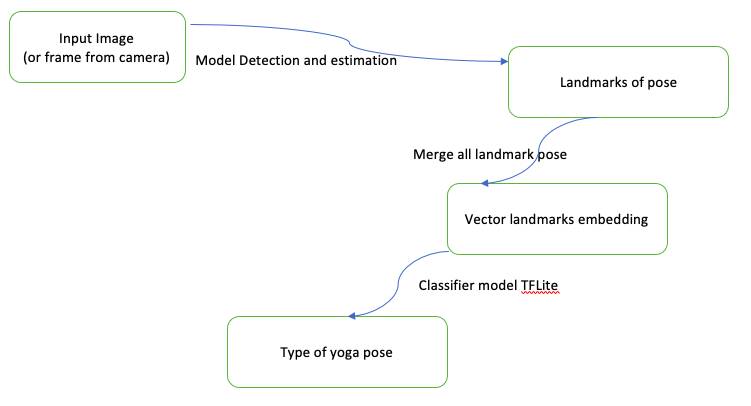 Input Image
(or frame from camera)
Model Detection and estimation
Landmarks of pose
Merge all landmark pose
Vector landmarks embedding
Classifier model TFLite
Type of yoga pose